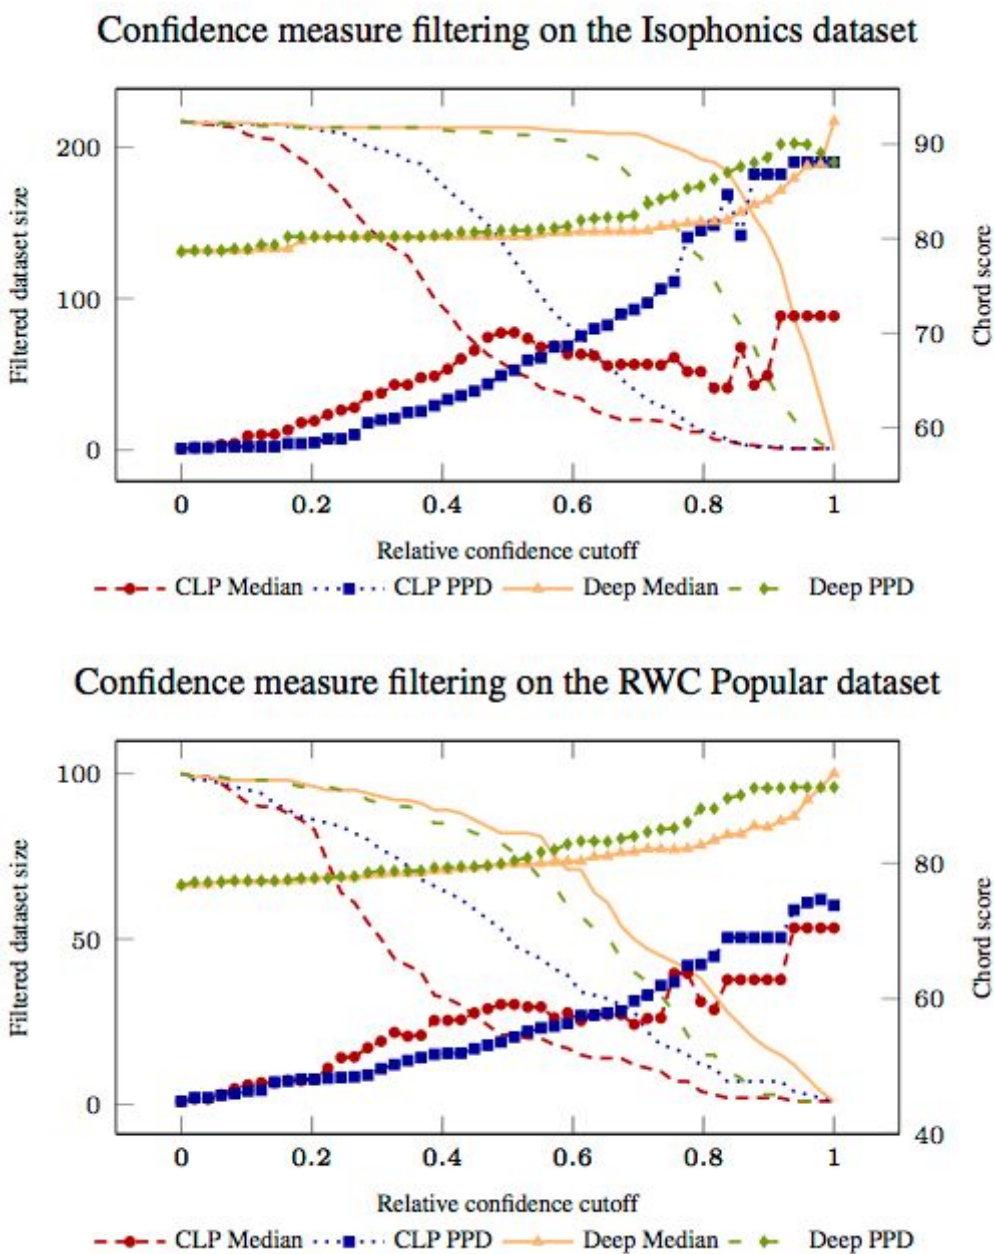 Confidence measure filtering on the Isophonics dataset
Filtered dataset size
200
100
0
90
80
70
60
Chord score
0 0.2 0.4 0.6 0.8 1
Relative confidence cutoff
CLP Median CLP PPD Deep Median Deep PPD
Confidence measure filtering on the RWC Popular dataset
Filtered dataset size
100
50
0
80
60
40
Chord score
0 0.2 0.4 0.6 0.8 1
Relative confidence cutoff
CLP Median CLP PPD Deep Median Deep PPD